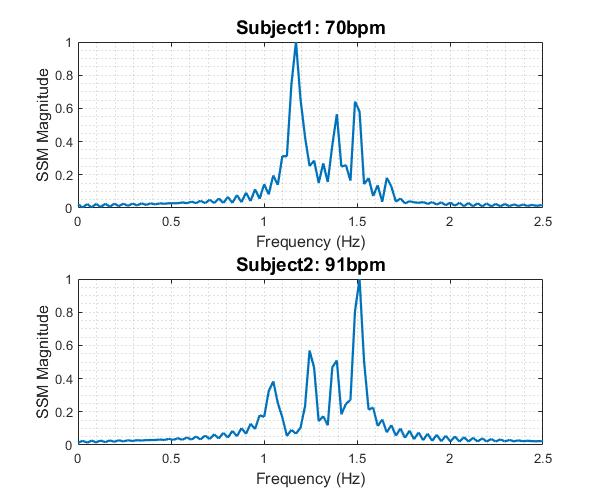 Subject1: 70bpm
1
0.8
0.6
0.4
0.2
0
SSM Magnitude
0 0.5 1 1.5 2 2.5
Frequency (Hz)
Subject2: 91bpm
1
0.8
0.6
0.4
0.2
0
SSM Magnitude
0 0.5 1 1.5 2 2.5
Frequency (Hz)